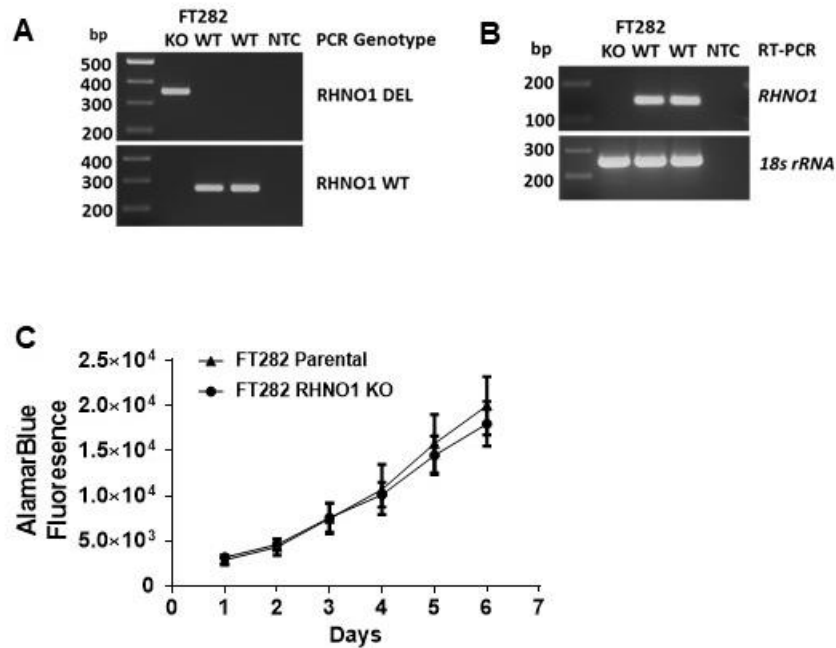 A
FT282
bp
KO WT WT NTC
PCR Genotype
500
400
300
200
RHNO1 DEL
400
300
200
RHNO1 WT
B
FT282
bp
KO WT WT NTC
RT-PCR
200
100
RHNO1
300
200
18s rRNA
C
AlamarBlue
Fluoresence
2.5×10⁴
2.0×10⁴
1.5×10⁴
1.0×10⁴
5.0×10³
0
FT282 Parental
FT282 RHNO1 KO
0 1 2 3 4 5 6 7
Days